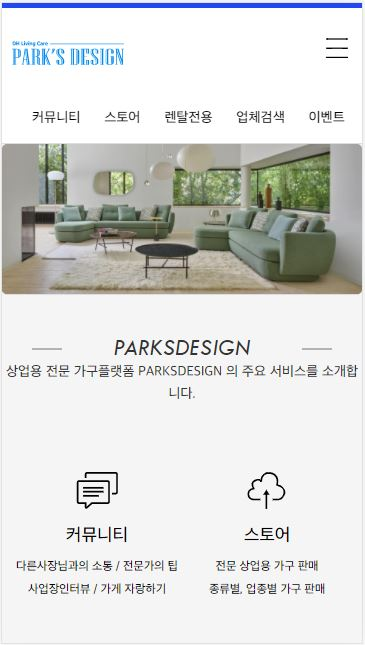 OH Living Care
PARK'S DESIGN
커뮤니티 스토어 렌탈전용 업체검색 이벤트
PARKSDESIGN
상업용 전문 가구플랫폼 PARKSDESIGN 의 주요 서비스를 소개합
니다.
커뮤니티 스토어
다른사장님과의 소통 / 전문가의 팁 전문 상업용 가구 판매
사업장인터뷰 / 가게 자랑하기 종류별, 업종별 가구 판매